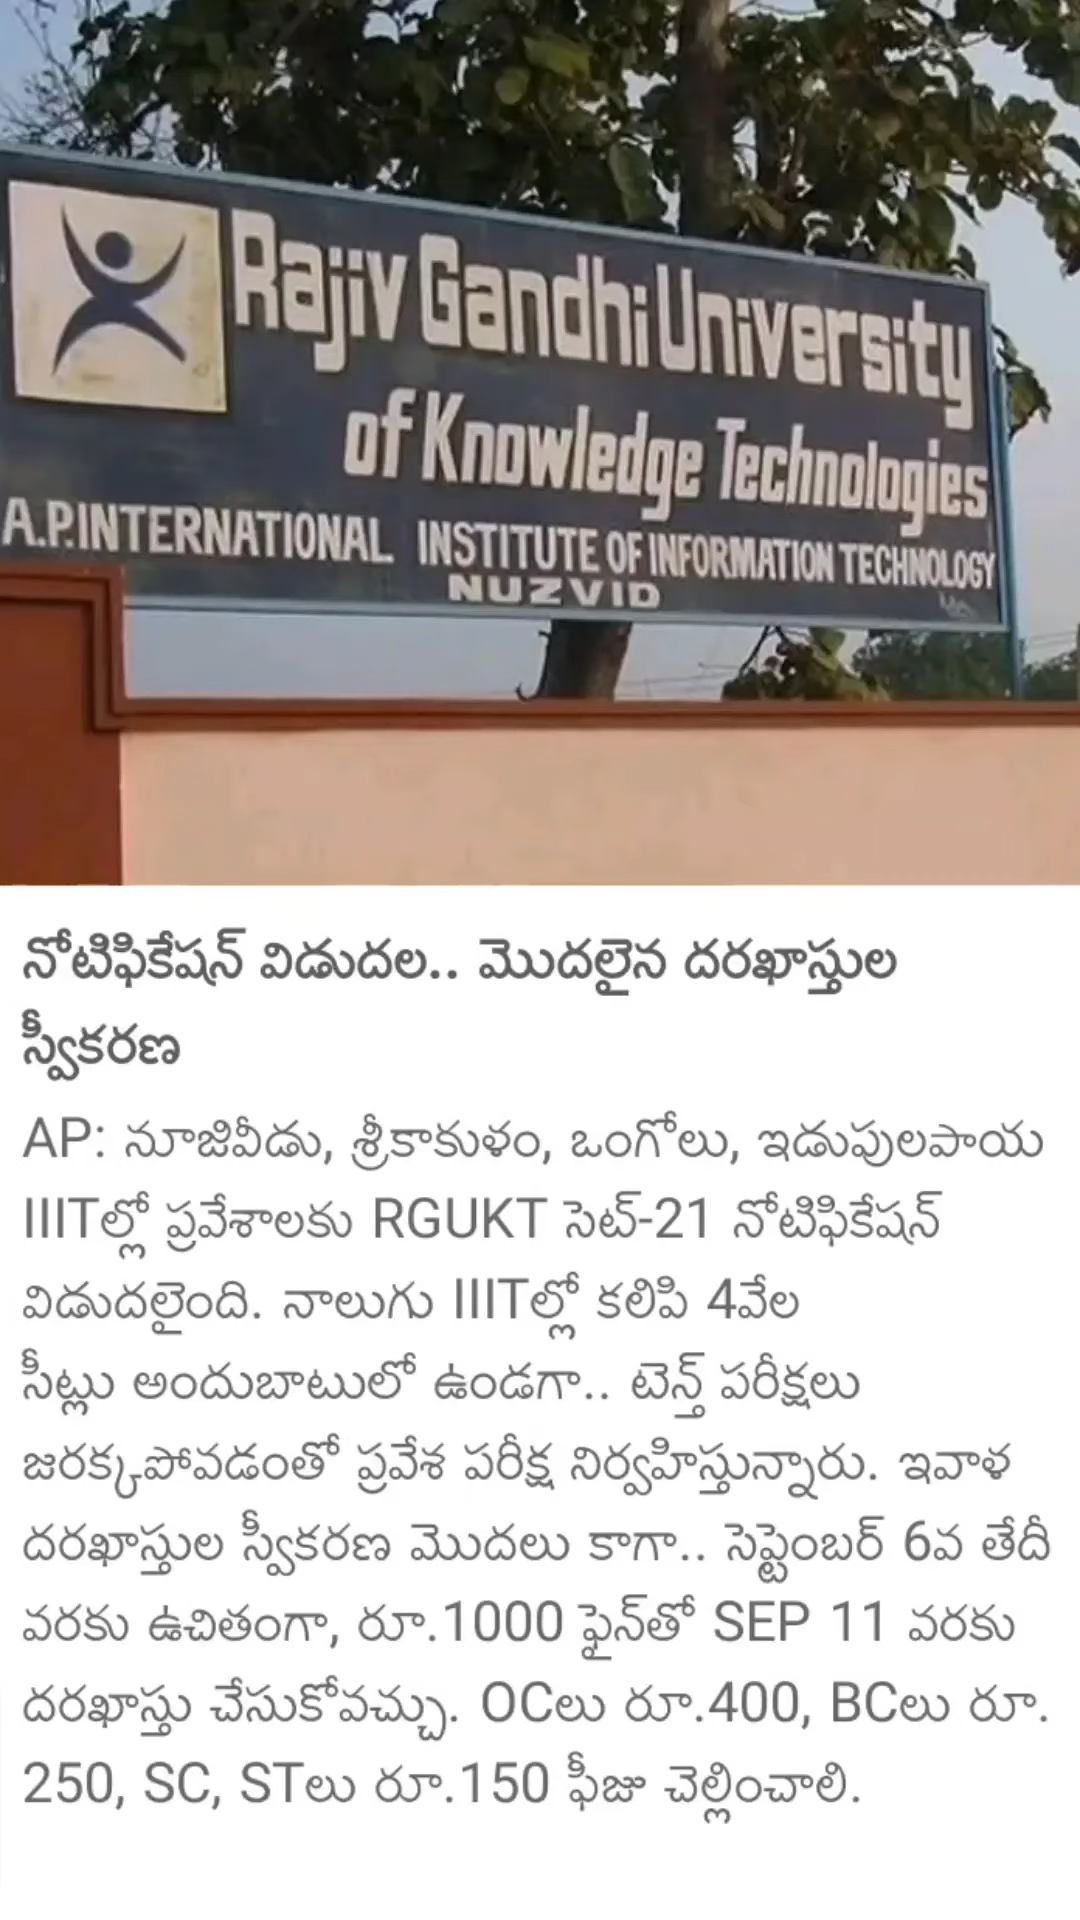 Rajiv Gandhi University
of Knowledge Technologies
A.P.INTERNATIONAL INSTITUTE OF INFORMATION TECHNOLOGY
NUZVID
నోటిఫికేషన్ విడుదల.. మొదలైన దరఖాస్తుల
స్వీకరణ
AP: నూజివీడు, శ్రీకాకుళం, ఒంగోలు, ఇడుపులపాయ
IIITల్లో ప్రవేశాలకు RGUKT సెట్-21 నోటిఫికేషన్
విడుదలైంది. నాలుగు IIITల్లో కలిపి 4వేల
సీట్లు అందుబాటులో ఉండగా.. టెన్త్ పరీక్షలు
జరక్కపోవడంతో ప్రవేశ పరీక్ష నిర్వహిస్తున్నారు. ఇవాళ
దరఖాస్తుల స్వీకరణ మొదలు కాగా.. సెప్టెంబర్ 6వ తేదీ
వరకు ఉచితంగా, రూ.1000 ఫైన్‌తో SEP 11 వరకు
దరఖాస్తు చేసుకోవచ్చు. OCలు రూ.400, BCలు రూ.
250, SC, STలు రూ.150 ఫీజు చెల్లించాలి.